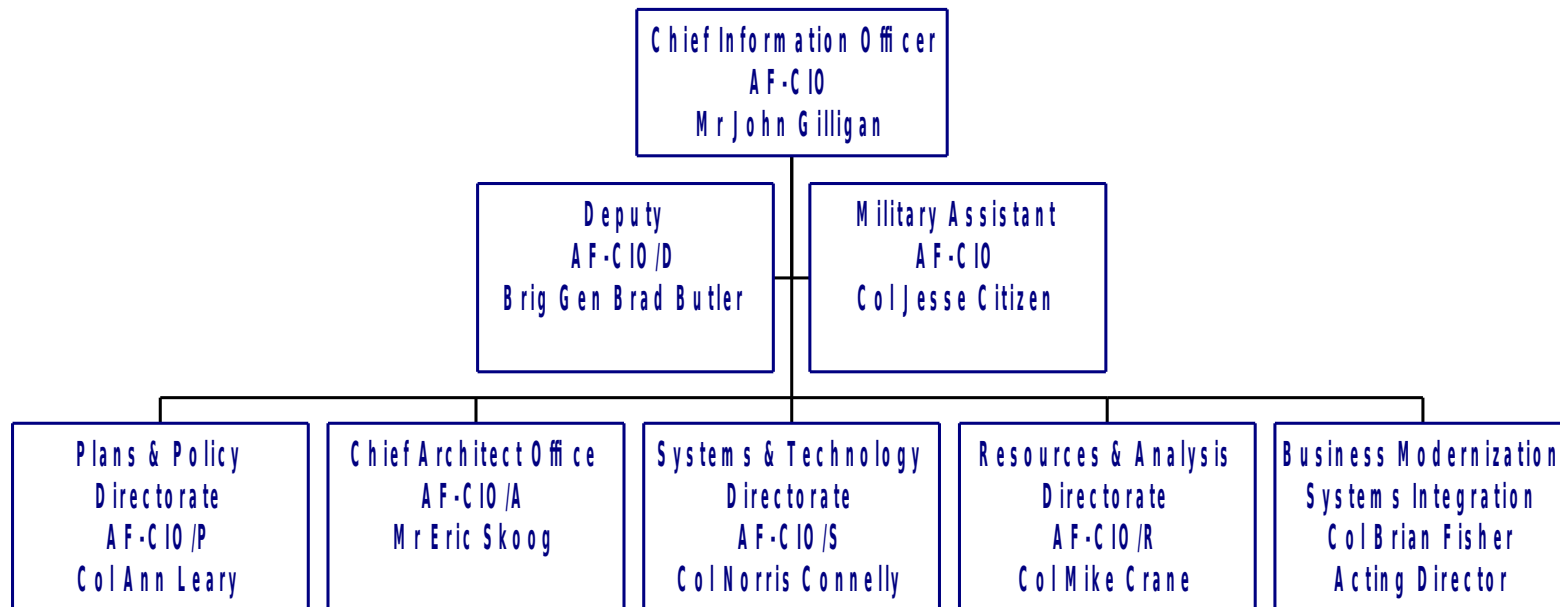 Chief Information Officer
AF-CIO
Mr John Gilligan
Deputy
AF-CIO/D
Brig Gen Brad Butler
Military Assistant
AF-CIO
Col Jesse Citizen
Plans & Policy
Directorate
AF-CIO/P
Col Ann Leary
Chief Architect Office
AF-CIO/A
Mr Eric Skoog
Systems & Technology
Directorate
AF-CIO/S
Col Norris Connelly
Resources & Analysis
Directorate
AF-CIO/R
Col Mike Crane
Business Modernization
Systems Integration
Col Brian Fisher
Acting Director